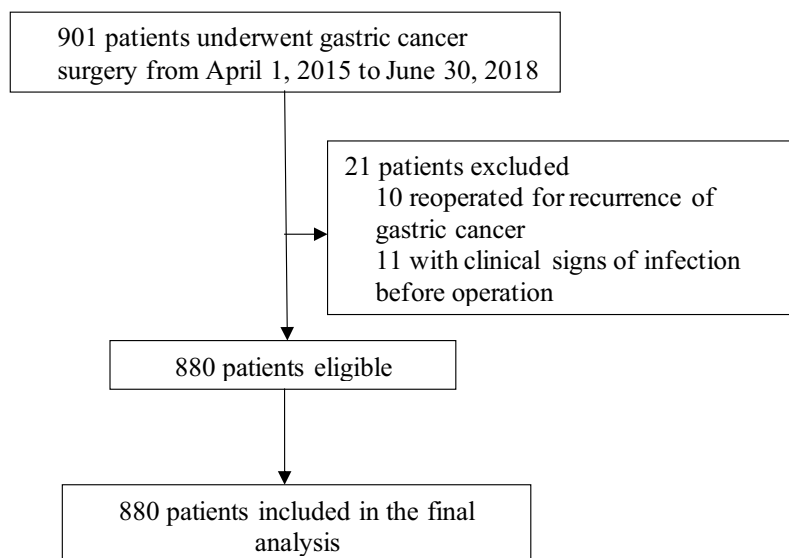 901 patients underwent gastric cancer
surgery from April 1, 2015 to June 30, 2018
21 patients excluded
10 reoperated for recurrence of
gastric cancer
11 with clinical signs of infection
before operation
880 patients eligible
880 patients included in the final
analysis